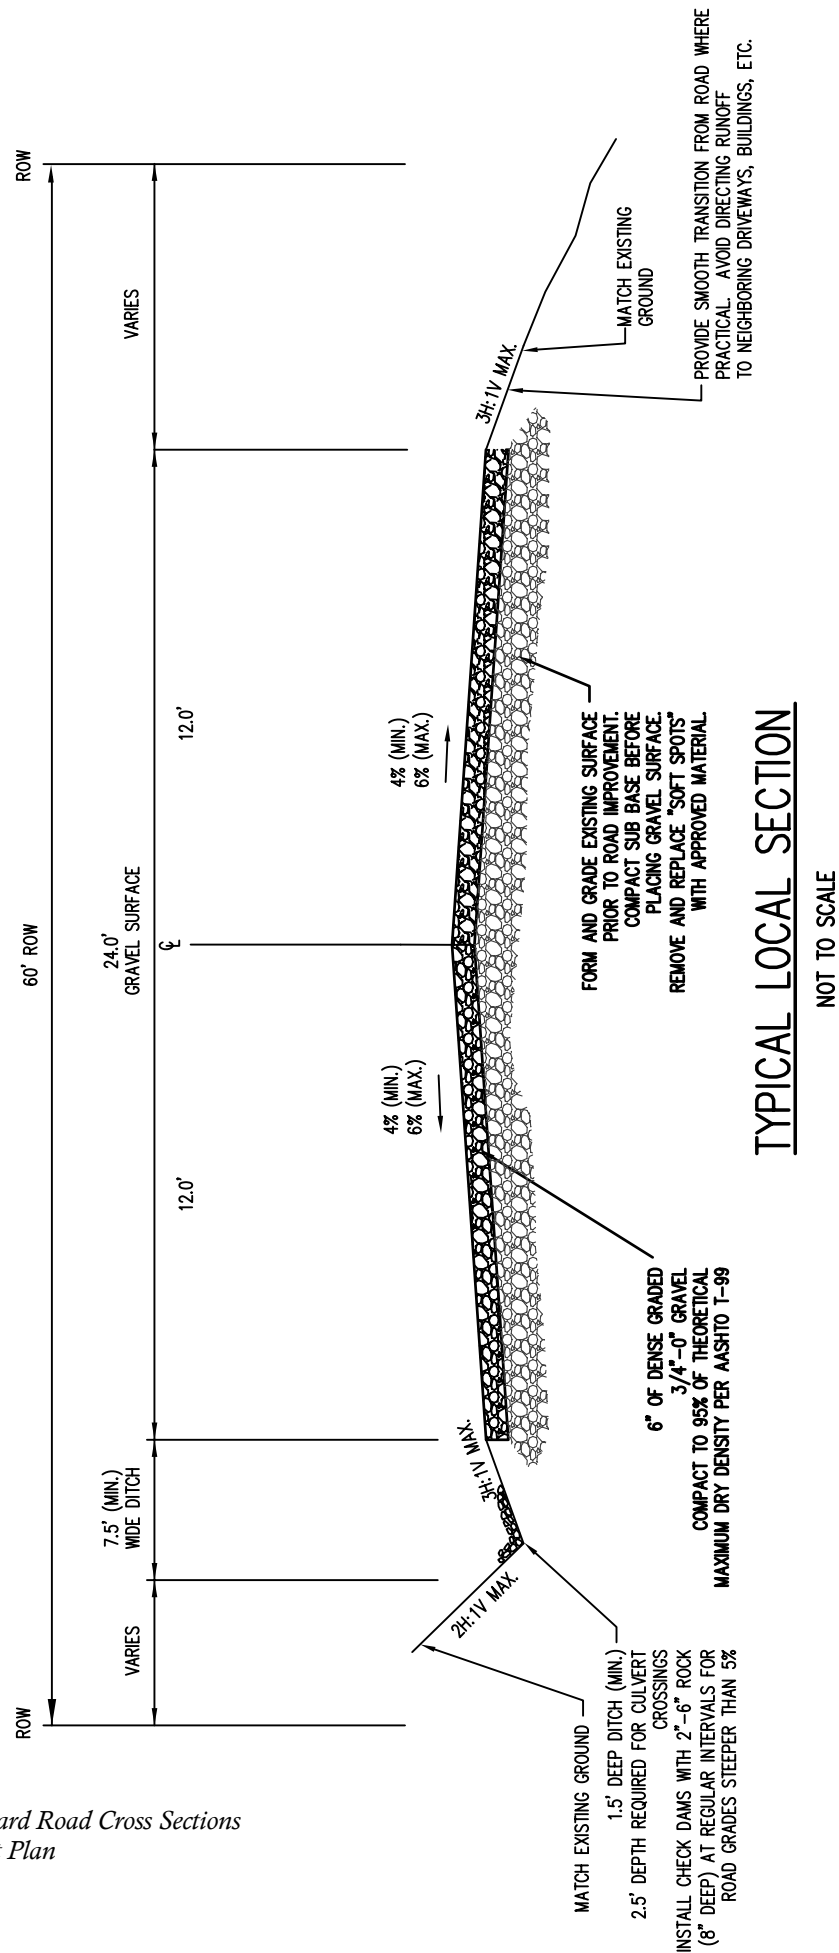 ROW
60' ROW
ROW
VARIES
7.5' (MIN.)
WIDE DITCH
24.0'
GRAVEL SURFACE
VARIES
12.0'
℄
12.0'
4% (MIN.)
6% (MAX.)
4% (MIN.)
6% (MAX.)
2H:1V MAX.
3H:1V MAX.
3H:1V MAX.
MATCH EXISTING GROUND
1.5' DEEP DITCH (MIN.)
2.5' DEPTH REQUIRED FOR CULVERT
CROSSINGS
INSTALL CHECK DAMS WITH 2"-6" ROCK
(8" DEEP) AT REGULAR INTERVALS FOR
ROAD GRADES STEEPER THAN 5%
6" OF DENSE GRADED
3/4"-0" GRAVEL
COMPACT TO 95% OF THEORETICAL
MAXIMUM DRY DENSITY PER AASHTO T-99
FORM AND GRADE EXISTING SURFACE
PRIOR TO ROAD IMPROVEMENT.
COMPACT SUB BASE BEFORE
PLACING GRAVEL SURFACE.
REMOVE AND REPLACE "SOFT SPOTS"
WITH APPROVED MATERIAL.
MATCH EXISTING
GROUND
PROVIDE SMOOTH TRANSITION FROM ROAD WHERE
PRACTICAL. AVOID DIRECTING RUNOFF
TO NEIGHBORING DRIVEWAYS, BUILDINGS, ETC.
TYPICAL LOCAL SECTION
NOT TO SCALE
Road Cross Sections
Plan